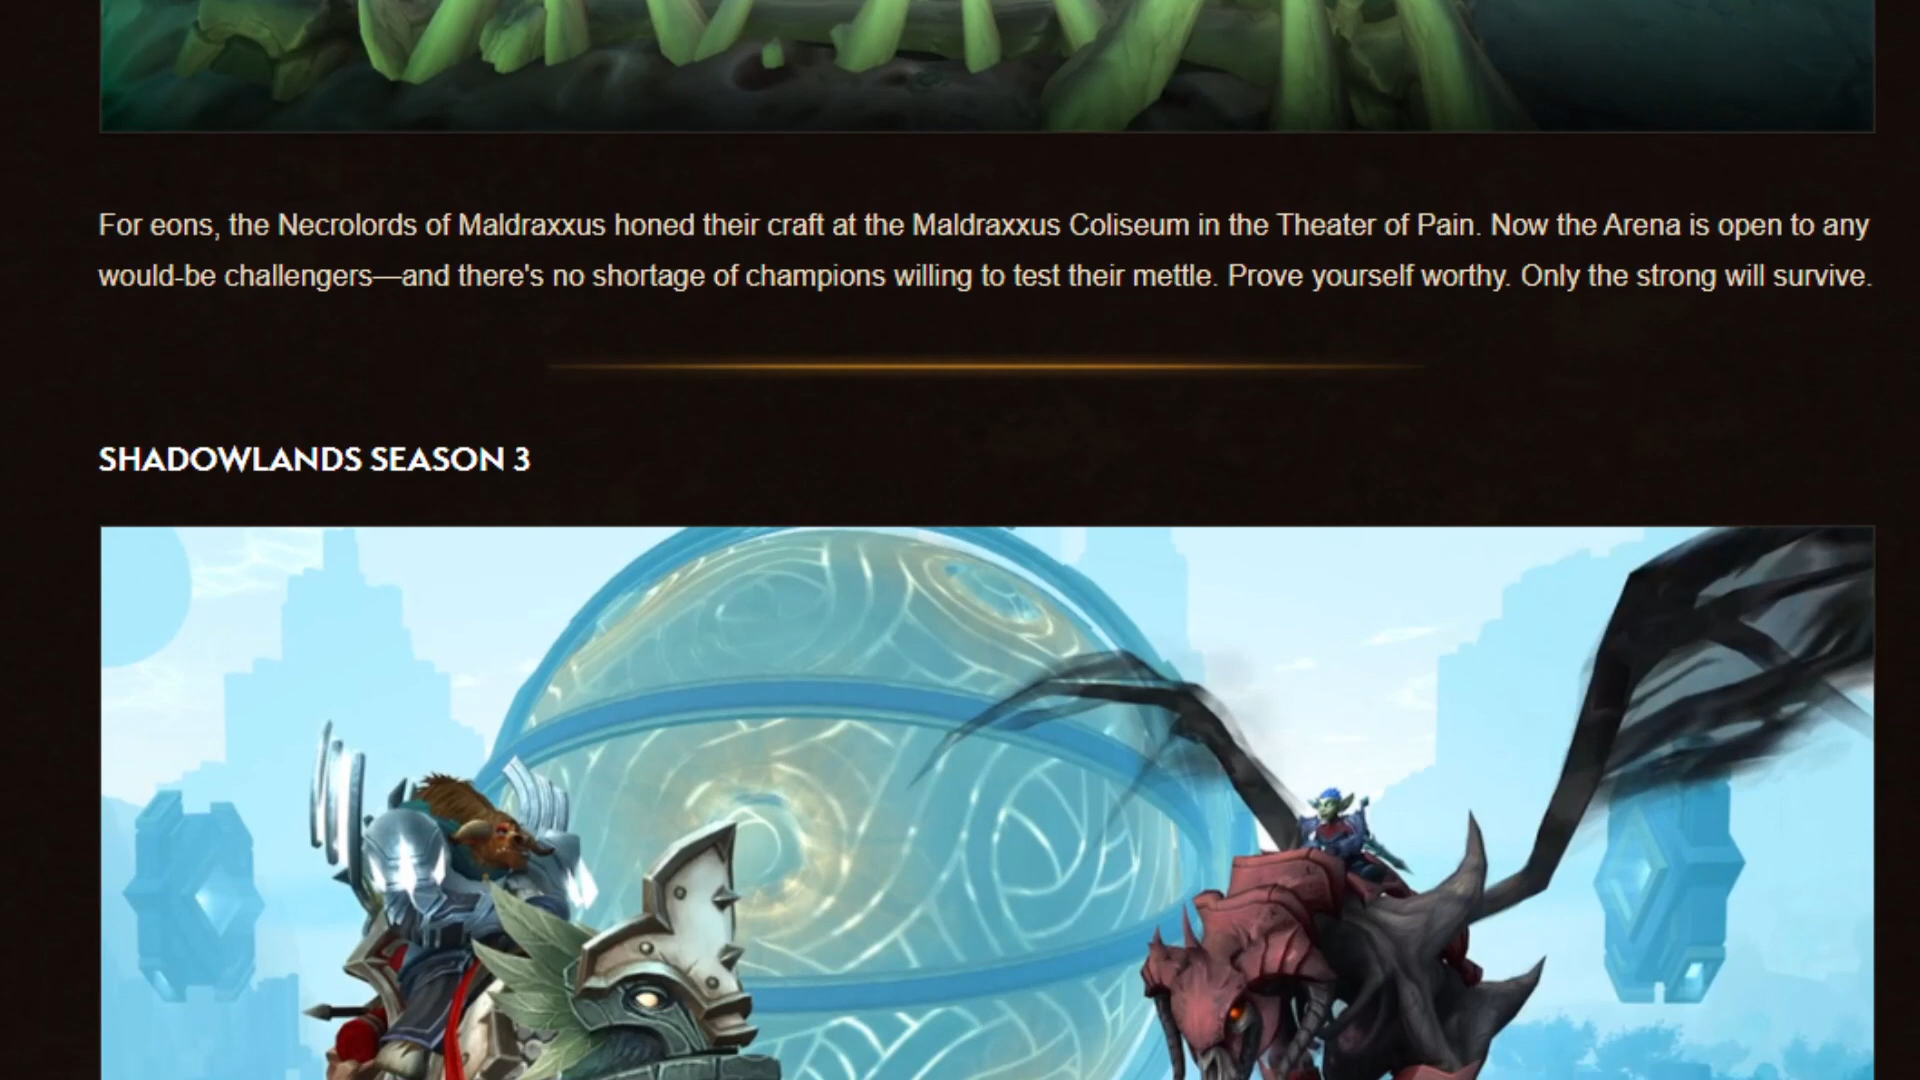 For eons, the Necrolords of Maldraxxus honed their craft at the Maldraxxus Coliseum in the Theater of Pain. Now the Arena is open to any
would-be challengers—and there's no shortage of champions willing to test their mettle. Prove yourself worthy. Only the strong will survive.
SHADOWLANDS SEASON 3